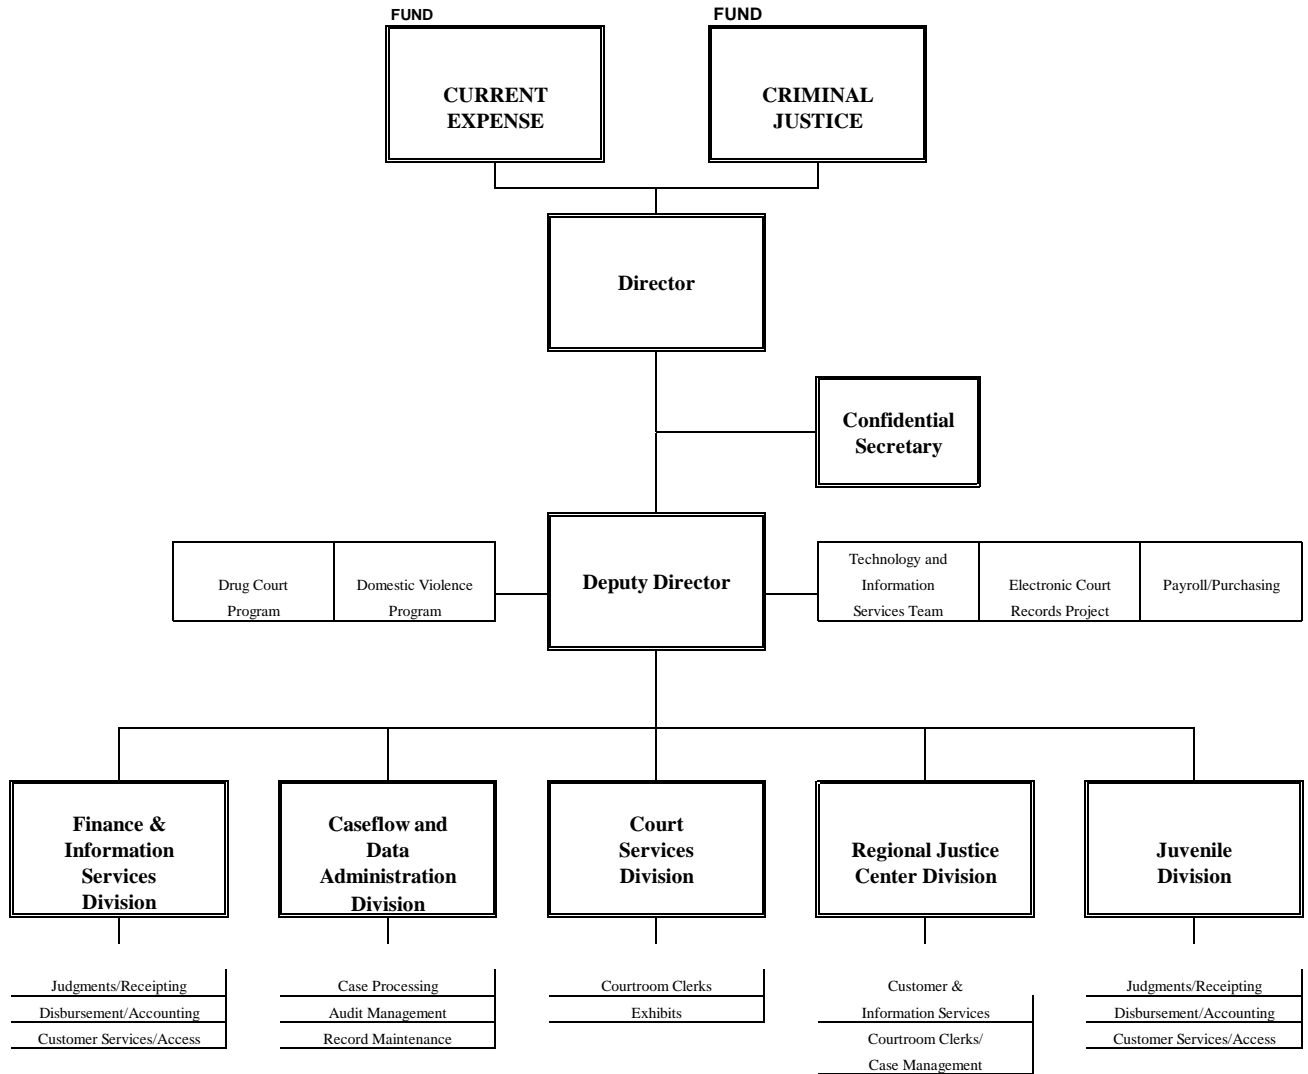 FUND
FUND
CURRENT
EXPENSE
CRIMINAL
JUSTICE
Director
Confidential
Secretary
Drug Court
Program
Domestic Violence
Program
Deputy Director
Technology and
Information
Services Team
Electronic Court
Records Project
Payroll/Purchasing
Finance &
Information
Services
Division
Caseflow and
Data
Administration
Division
Court
Services
Division
Regional Justice
Center Division
Juvenile
Division
Judgments/Receipting
Disbursement/Accounting
Customer Services/Access
Case Processing
Audit Management
Record Maintenance
Courtroom Clerks
Exhibits
Customer &
Information Services
Courtroom Clerks/
Case Management
Judgments/Receipting
Disbursement/Accounting
Customer Services/Access